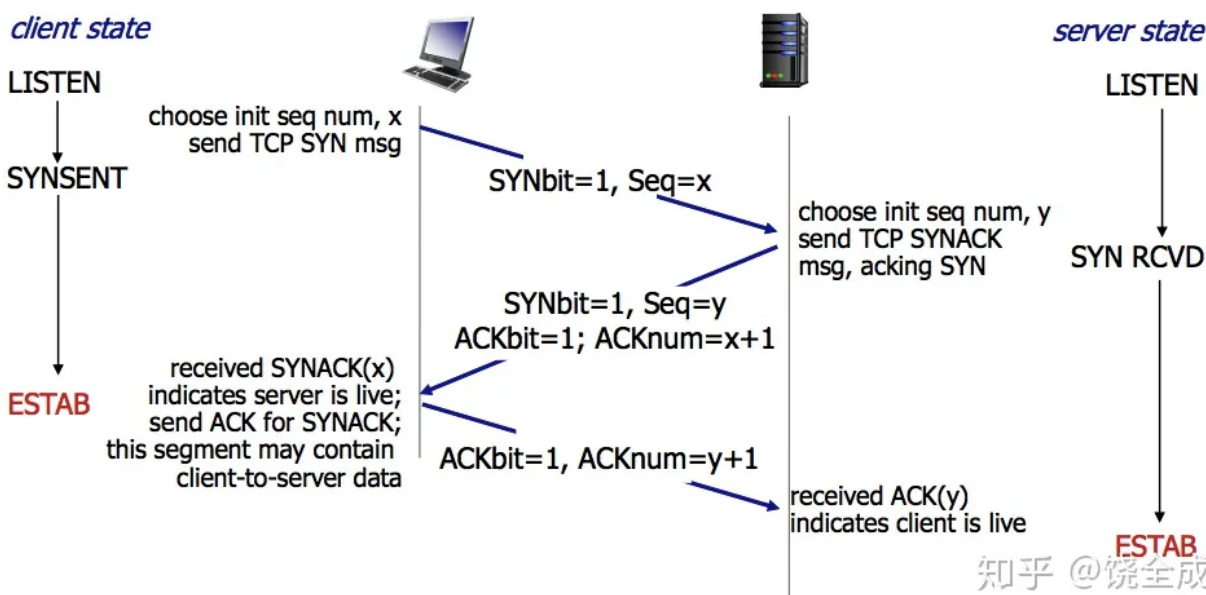 client state
server state
LISTEN
LISTEN
choose init seq num, x
send TCP SYN msg
SYNSENT
SYNbit=1, Seq=x
choose init seq num, y
send TCP SYNACK
msg, acking SYN
SYN RCVD
SYNbit=1, Seq=y
ACKbit=1; ACKnum=x+1
received SYNACK(x)
indicates server is live;
ESTAB
send ACK for SYNACK;
this segment may contain
client-to-server data
ACKbit=1, ACKnum=y+1
received ACK(y)
indicates client is live
ESTAB
知乎 @饶全成